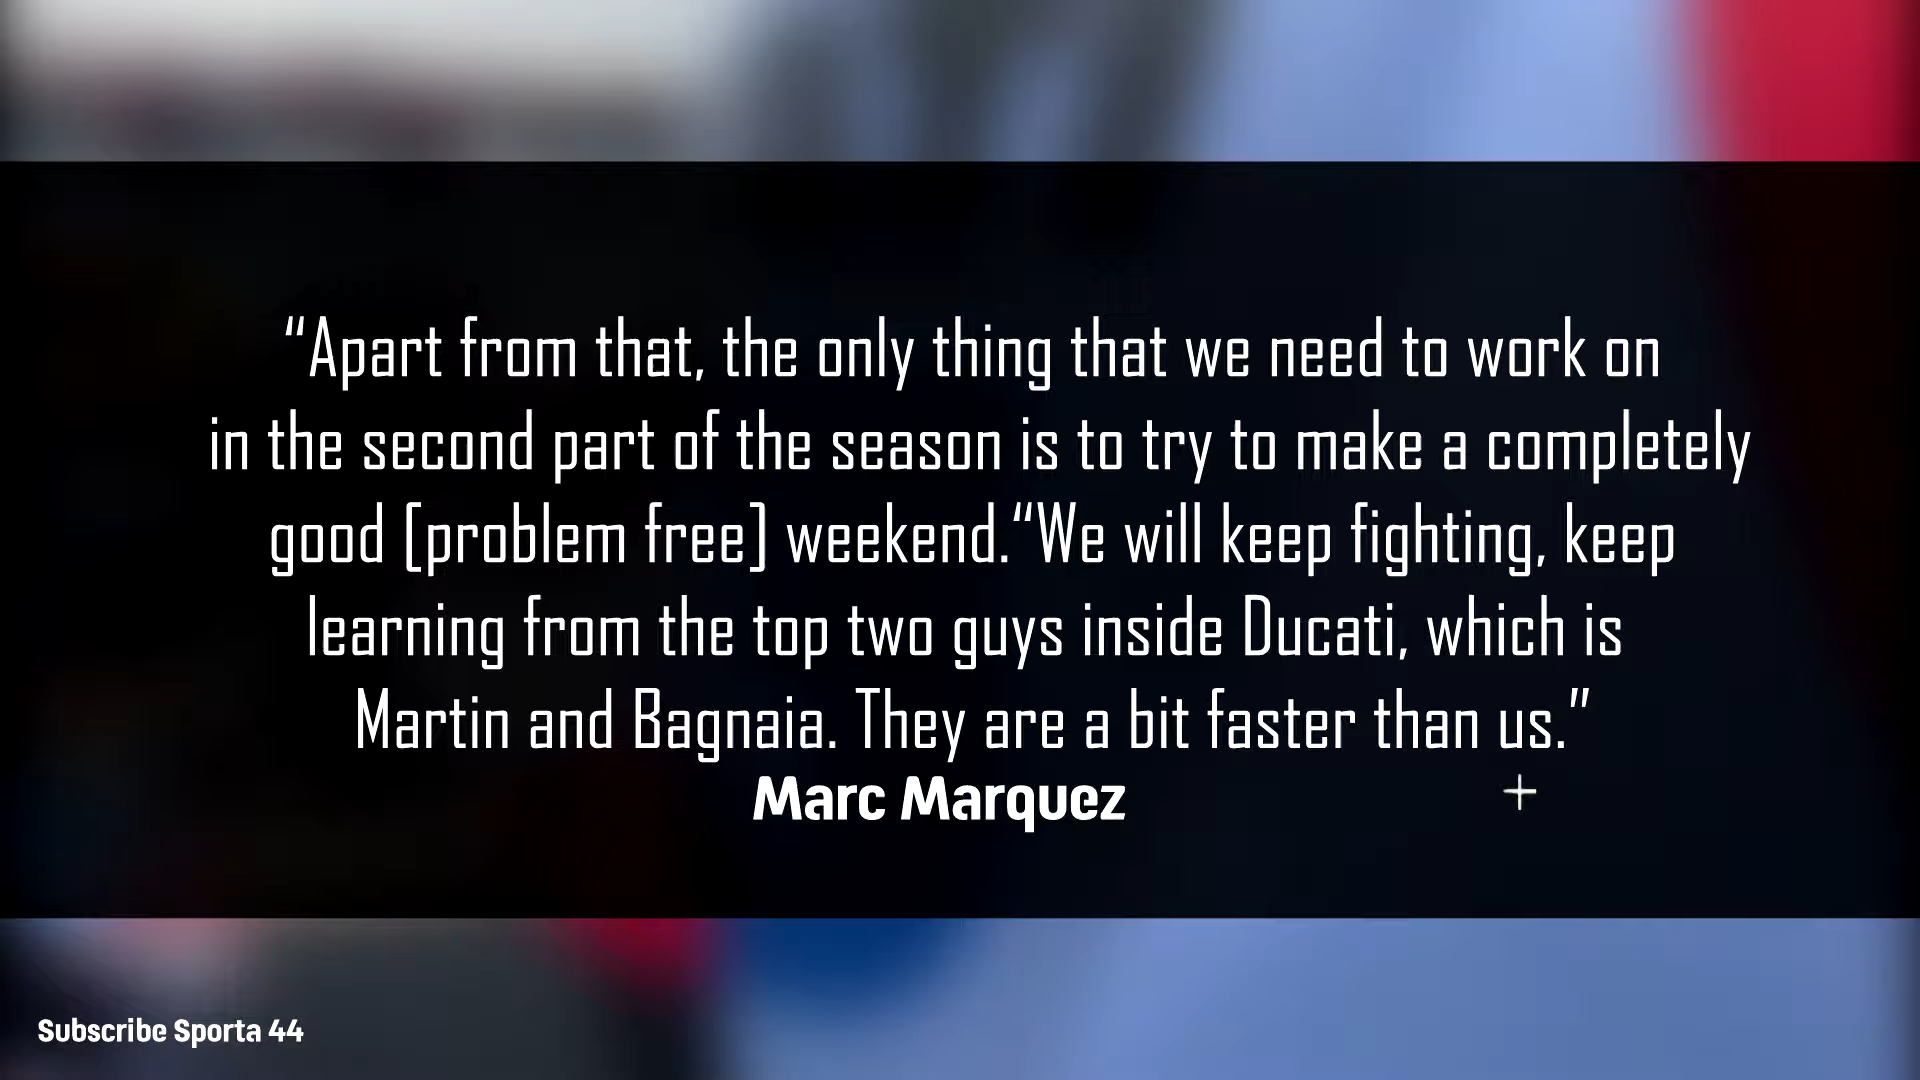 “Apart from that, the only thing that we need to work on
in the second part of the season is to try to make a completely
good [problem free] weekend.“We will keep fighting, keep
learning from the top two guys inside Ducati, which is
Martin and Bagnaia. They are a bit faster than us.”
Marc Marquez
Subscribe Sporta 44